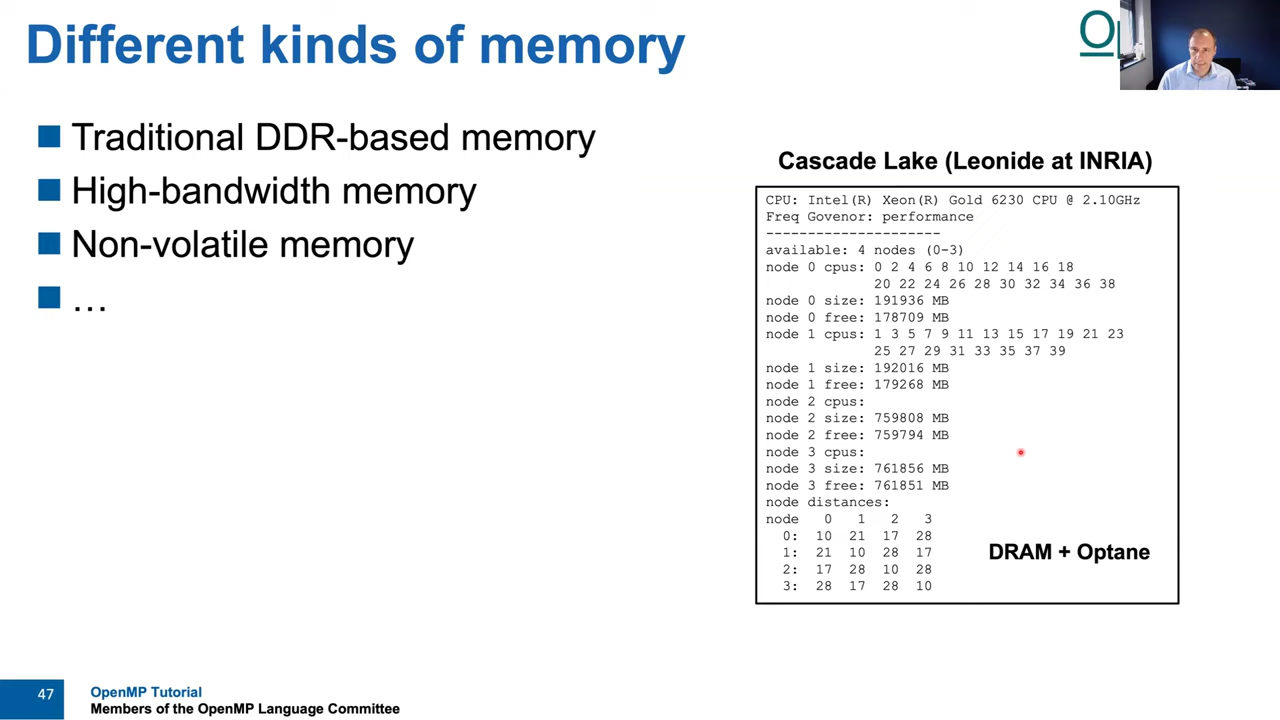 Different kinds of memory
Traditional DDR-based memory
High-bandwidth memory
Non-volatile memory
…
Cascade Lake (Leonide at INRIA)
CPU: Intel(R) Xeon(R) Gold 6230 CPU @ 2.10GHz
Freq Govenor: performance
---------------------
available: 4 nodes (0-3)
node 0 cpus: 0 2 4 6 8 10 12 14 16 18
20 22 24 26 28 30 32 34 36 38
node 0 size: 191936 MB
node 0 free: 178709 MB
node 1 cpus: 1 3 5 7 9 11 13 15 17 19 21 23
25 27 29 31 33 35 37 39
node 1 size: 192016 MB
node 1 free: 179268 MB
node 2 cpus:
node 2 size: 759808 MB
node 2 free: 759794 MB
node 3 cpus:
node 3 size: 761856 MB
node 3 free: 761851 MB
node distances:
node 0 1 2 3
0: 10 21 17 28
1: 21 10 28 17
2: 17 28 10 28
3: 28 17 28 10
DRAM + Optane
47
OpenMP Tutorial
Members of the OpenMP Language Committee